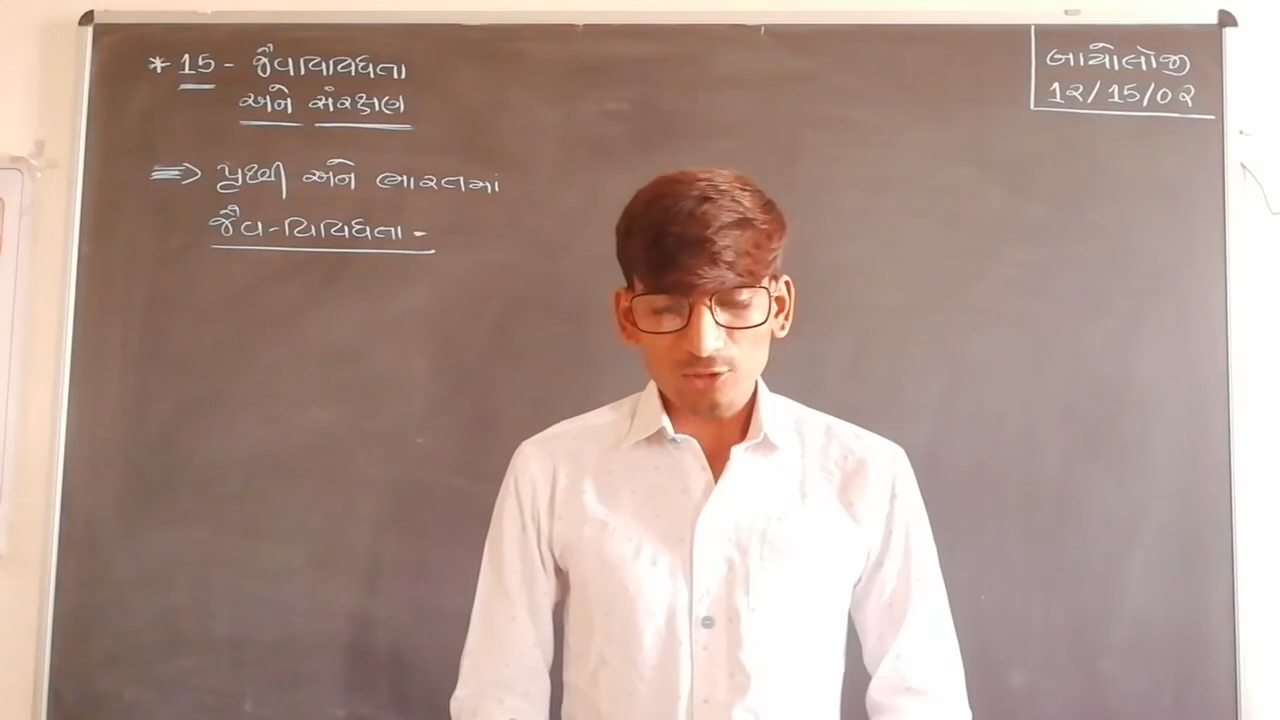 * 15 - જૈવવિવિધતા
અને સંરક્ષણ
=> પૃથ્વી અને ભારતમાં
જૈવ-વિવિધતા -
બાયોલોજી
12/15/02